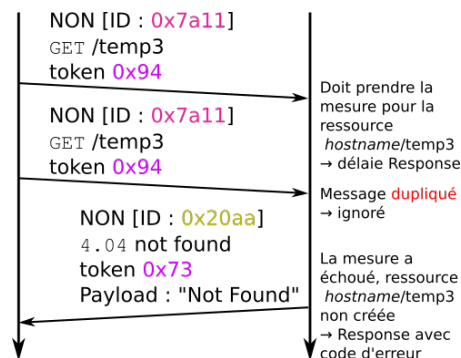 NON [ID : 0x7a11]
GET /temp3
token 0x94
Doit prendre la
mesure pour la
ressource
hostname/temp3
→ délaie Response
NON [ID : 0x7a11]
GET /temp3
token 0x94
Message dupliqué
→ ignoré
NON [ID : 0x20aa]
4.04 not found
token 0x73
Payload : "Not Found"
La mesure a
échoué, ressource
hostname/temp3
non créée
→ Response avec
code d'erreur